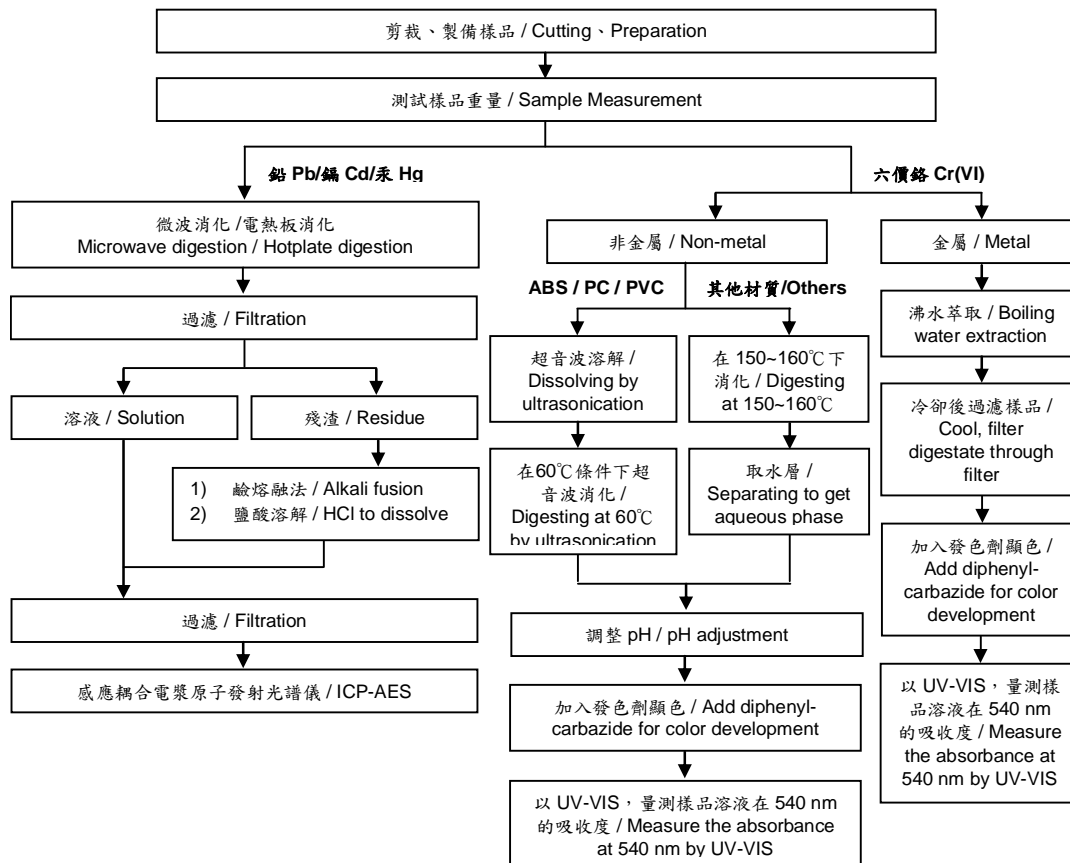 剪裁、製備樣品 / Cutting、Preparation
測試樣品重量 / Sample Measurement
鉛 Pb/鎘 Cd/汞 Hg
六價鉻 Cr(VI)
微波消化 /電熱板消化
Microwave digestion / Hotplate digestion
非金屬 / Non-metal
金屬 / Metal
ABS / PC / PVC
其他材質/Others
過濾 / Filtration
沸水萃取 / Boiling
water extraction
超音波溶解 /
Dissolving by
ultrasonication
在 150~160℃下
消化 / Digesting
at 150~160℃
溶液 / Solution
殘渣 / Residue
冷卻後過濾樣品 /
Cool, filter
digestate through
filter
1) 鹼熔融法 / Alkali fusion
2) 鹽酸溶解 / HCl to dissolve
在60℃條件下超
音波消化 /
Digesting at 60℃
by ultrasonication
取水層 /
Separating to get
aqueous phase
加入發色劑顯色 /
Add diphenyl-
carbazide for color
development
過濾 / Filtration
調整 pH / pH adjustment
感應耦合電漿原子發射光譜儀 / ICP-AES
加入發色劑顯色 / Add diphenyl-
carbazide for color development
以 UV-VIS，量測樣
品溶液在 540 nm
的吸收度 / Measure
the absorbance at
540 nm by UV-VIS
以 UV-VIS，量測樣品溶液在 540 nm
的吸收度 / Measure the absorbance
at 540 nm by UV-VIS